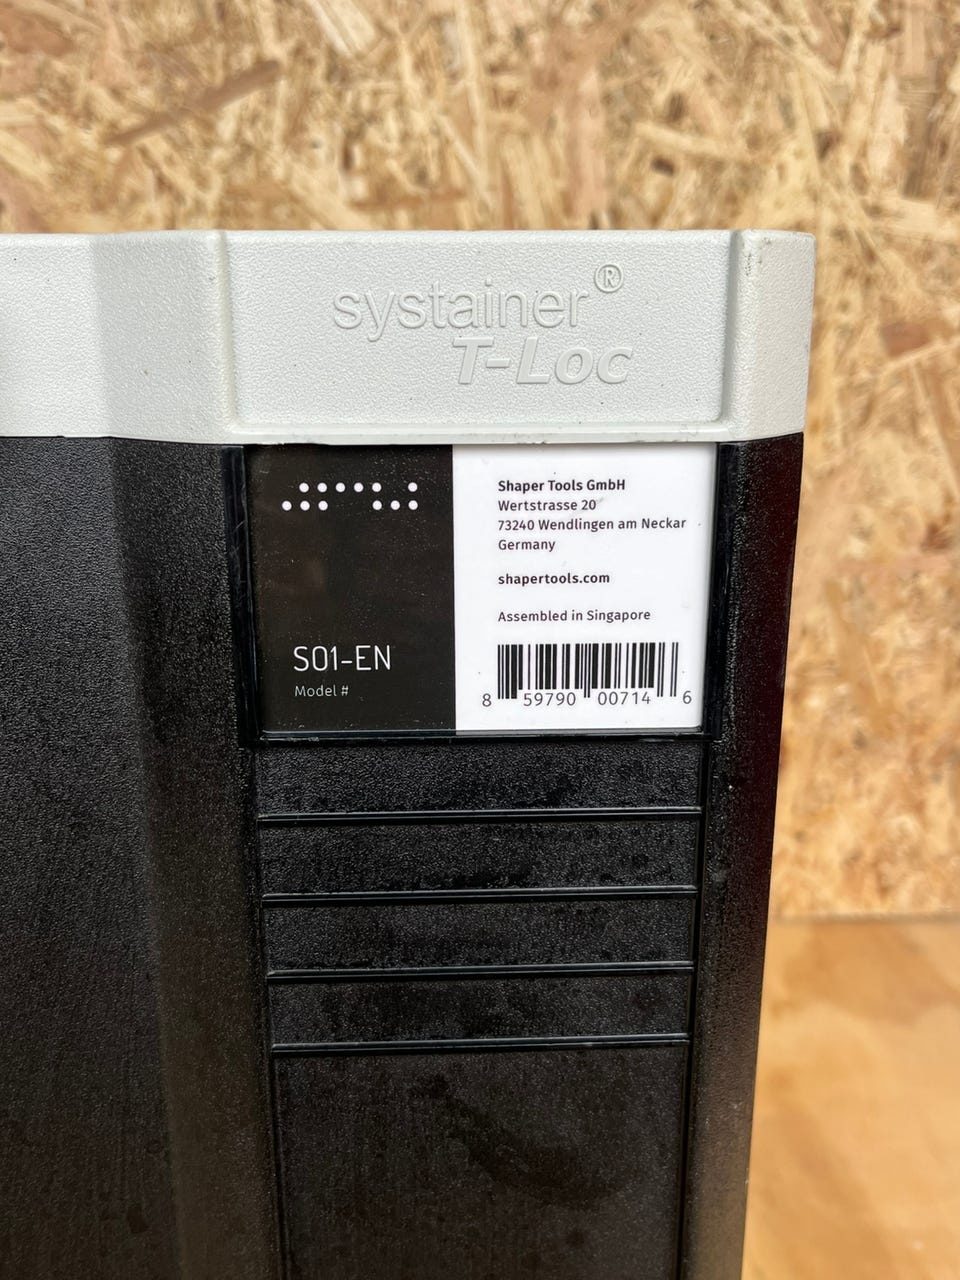 systainer®
T-Loc
Shaper Tools GmbH
Wertstrasse 20
73240 Wendlingen am Neckar
Germany
shapertools.com
Assembled in Singapore
S01-EN
Model #
8 59790 00714 6